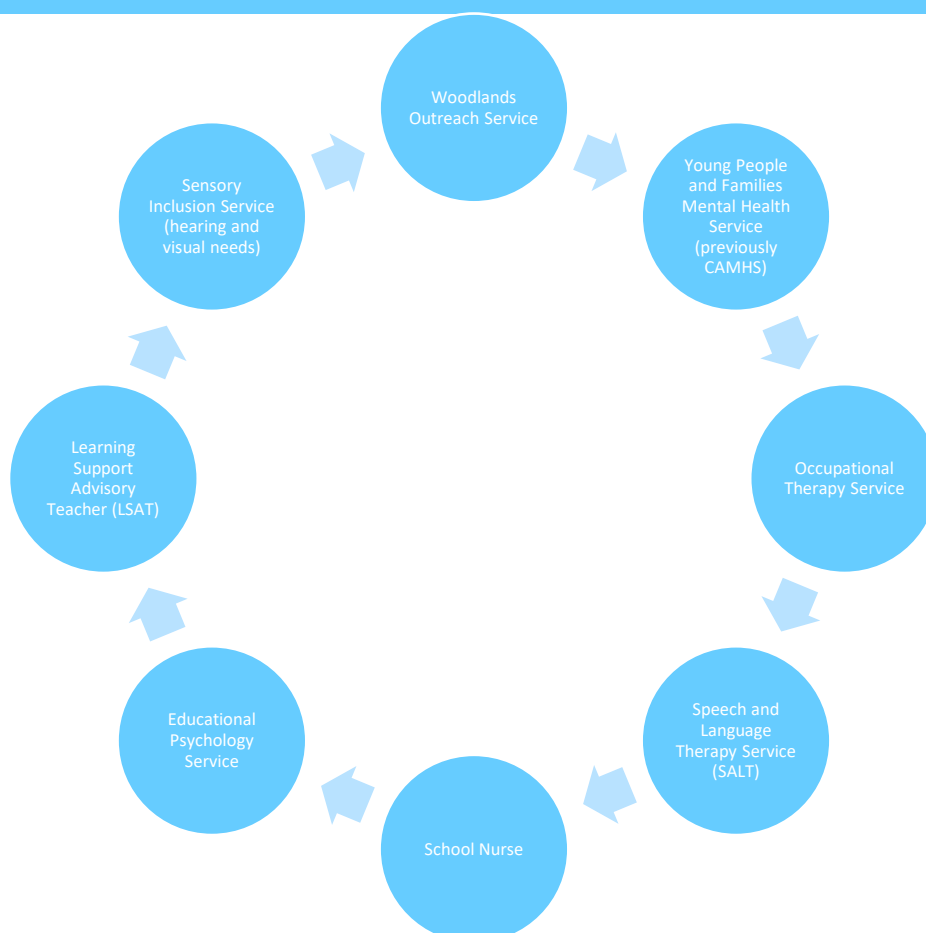 Woodlands
Outreach Service
Young People
and Families
Mental Health
Service
(previously
CAMHS)
Occupational
Therapy Service
Speech and
Language
Therapy Service
(SALT)
School Nurse
Educational
Psychology
Service
Learning
Support
Advisory
Teacher (LSAT)
Sensory
Inclusion Service
(hearing and
visual needs)